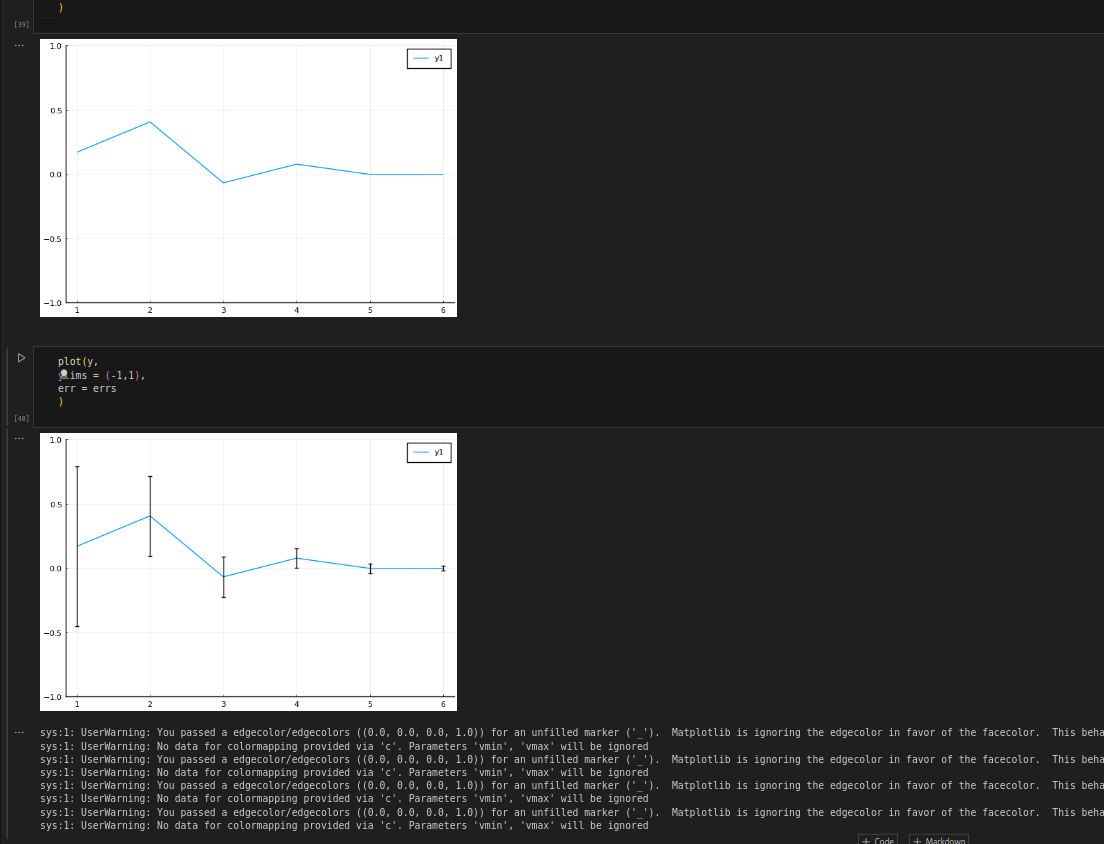 )
[39]
...
1.0
y1
0.5
0.0
−0.5
−1.0
1 2 3 4 5 6
plot(y,
ims = (-1,1),
err = errs
)
[40]
...
1.0
y1
0.5
0.0
−0.5
−1.0
1 2 3 4 5 6
...
sys:1: UserWarning: You passed a edgecolor/edgecolors ((0.0, 0.0, 0.0, 1.0)) for an unfilled marker ('_').  Matplotlib is ignoring the edgecolor in favor of the facecolor.  This beha
sys:1: UserWarning: No data for colormapping provided via 'c'. Parameters 'vmin', 'vmax' will be ignored
sys:1: UserWarning: You passed a edgecolor/edgecolors ((0.0, 0.0, 0.0, 1.0)) for an unfilled marker ('_').  Matplotlib is ignoring the edgecolor in favor of the facecolor.  This beha
sys:1: UserWarning: No data for colormapping provided via 'c'. Parameters 'vmin', 'vmax' will be ignored
sys:1: UserWarning: You passed a edgecolor/edgecolors ((0.0, 0.0, 0.0, 1.0)) for an unfilled marker ('_').  Matplotlib is ignoring the edgecolor in favor of the facecolor.  This beha
sys:1: UserWarning: No data for colormapping provided via 'c'. Parameters 'vmin', 'vmax' will be ignored
sys:1: UserWarning: You passed a edgecolor/edgecolors ((0.0, 0.0, 0.0, 1.0)) for an unfilled marker ('_').  Matplotlib is ignoring the edgecolor in favor of the facecolor.  This beha
sys:1: UserWarning: No data for colormapping provided via 'c'. Parameters 'vmin', 'vmax' will be ignored
+ Code + Markdown